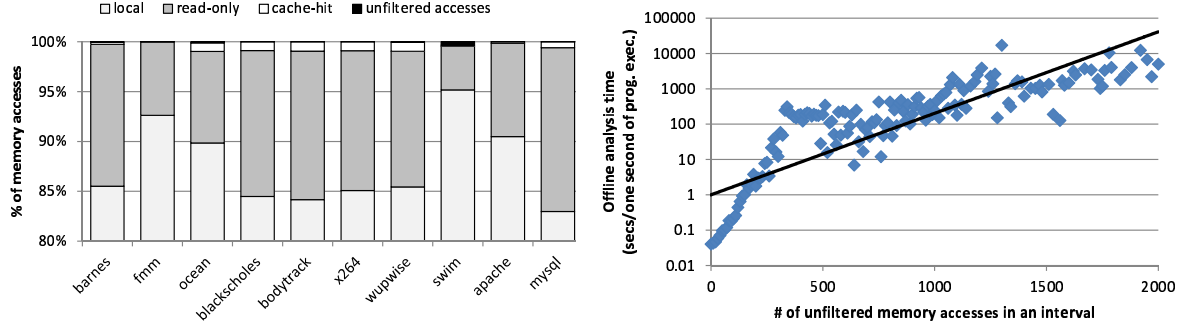 local read-only cache-hit unfiltered accesses
% of memory accesses
100%
95%
90%
85%
80%
barnes
fmm
ocean
blackscholes
bodytrack
x264
wupwise
swim
apache
mysql
Offline analysis time
(secs/one second of prog. exec.)
100000
10000
1000
100
10
1
0.1
0.01
0 500 1000 1500 2000
# of unfiltered memory accesses in an interval